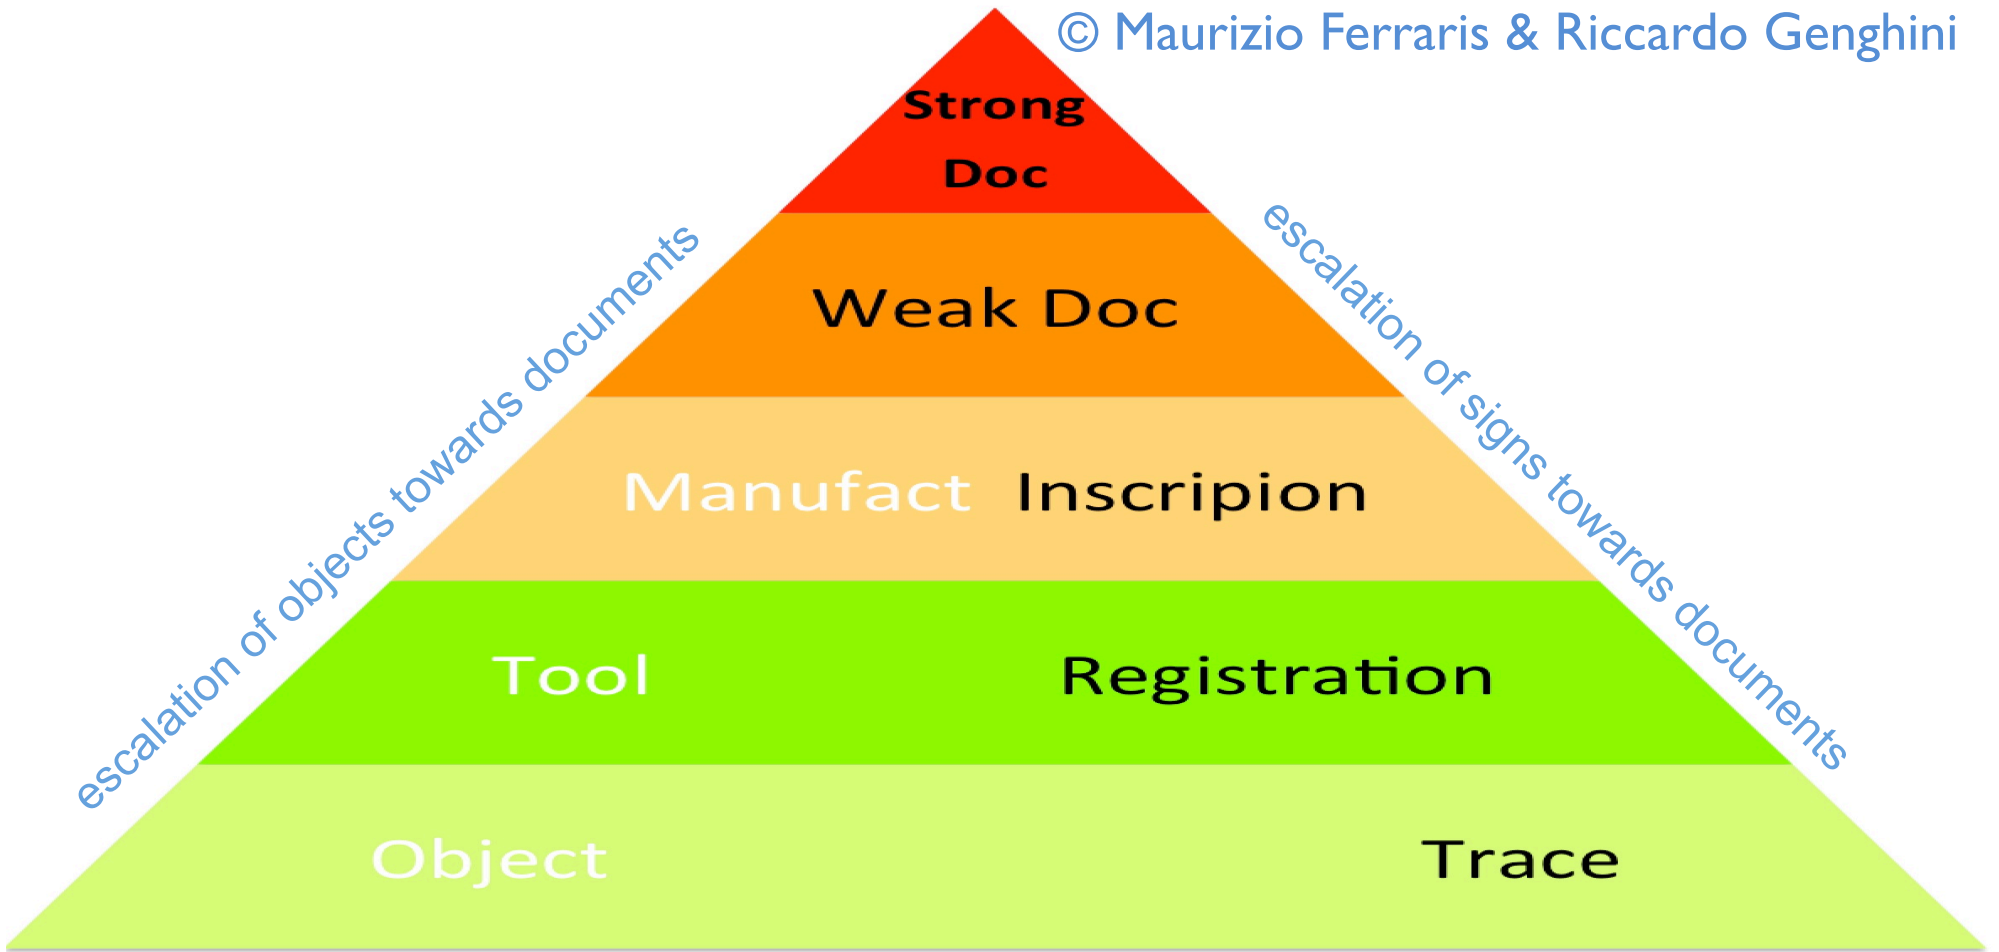 © Maurizio Ferraris & Riccardo Genghini
Strong
Doc
escalation of objects towards documents
escalation of signs towards documents
Weak Doc
Manufact Inscripion
Tool Registration
Object Trace